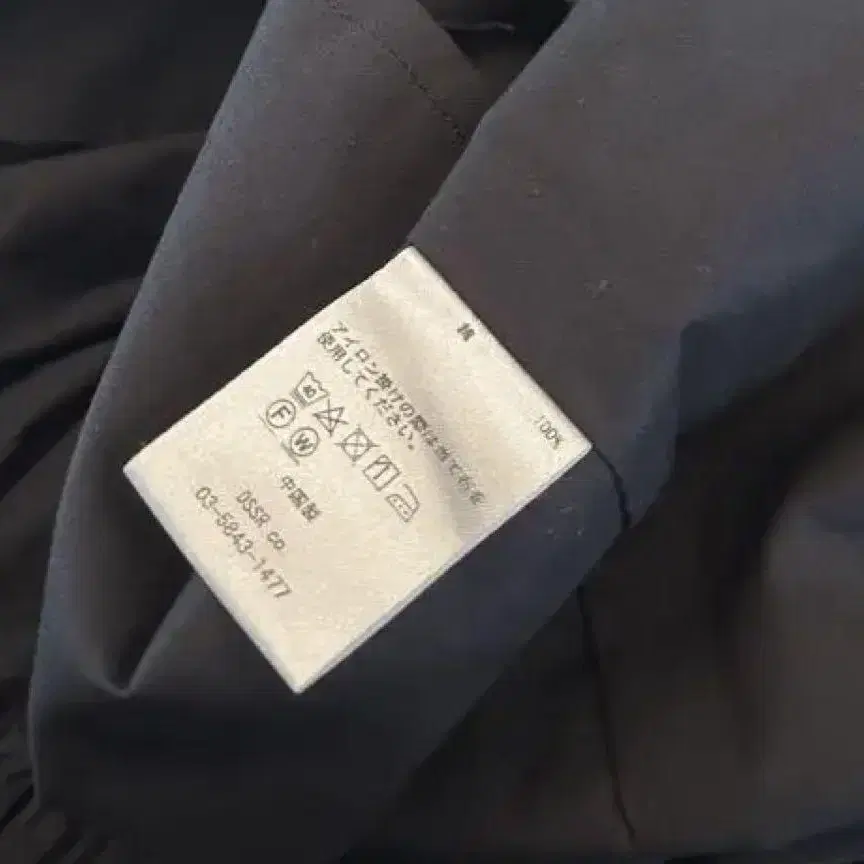 綿 100%
アイロン掛けの際は当て布を
使用してください。
40
F W
中国製
DSSR co.
03-5843-1477